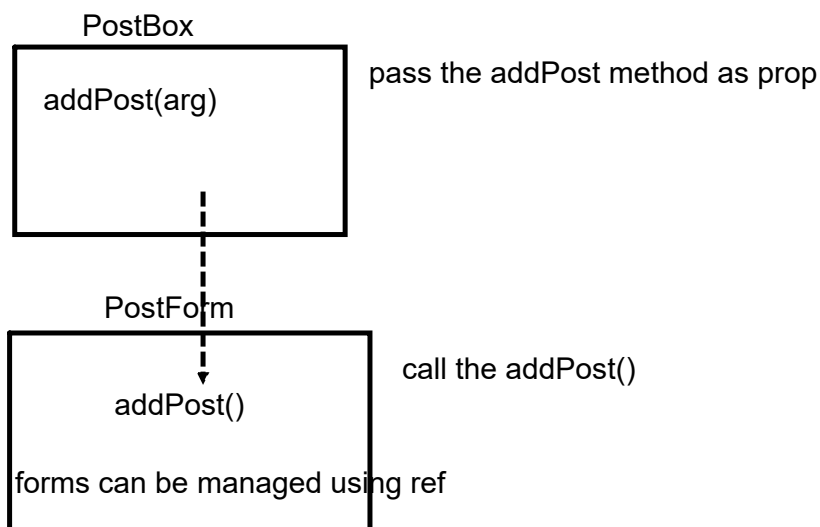 PostBox
pass the addPost method as prop
addPost(arg)
PostForm
call the addPost()
addPost()
forms can be managed using ref